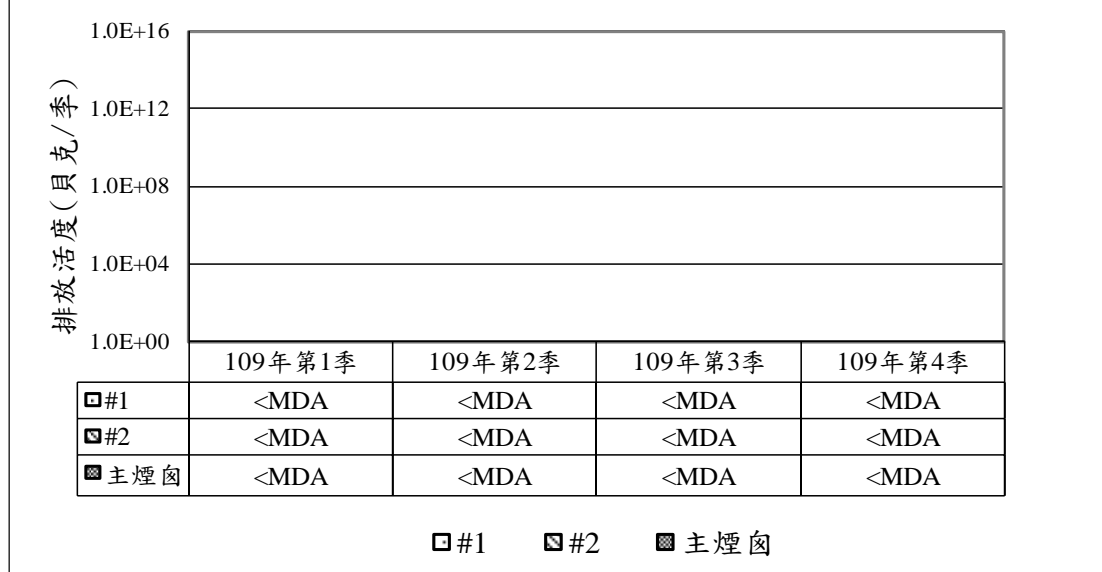 排放活度(貝克/季)
1.0E+16
1.0E+12
1.0E+08
1.0E+04
1.0E+00
109年第1季 109年第2季 109年第3季 109年第4季
#1 <MDA <MDA <MDA <MDA
#2 <MDA <MDA <MDA <MDA
主煙囪 <MDA <MDA <MDA <MDA
#1 #2 主煙囪